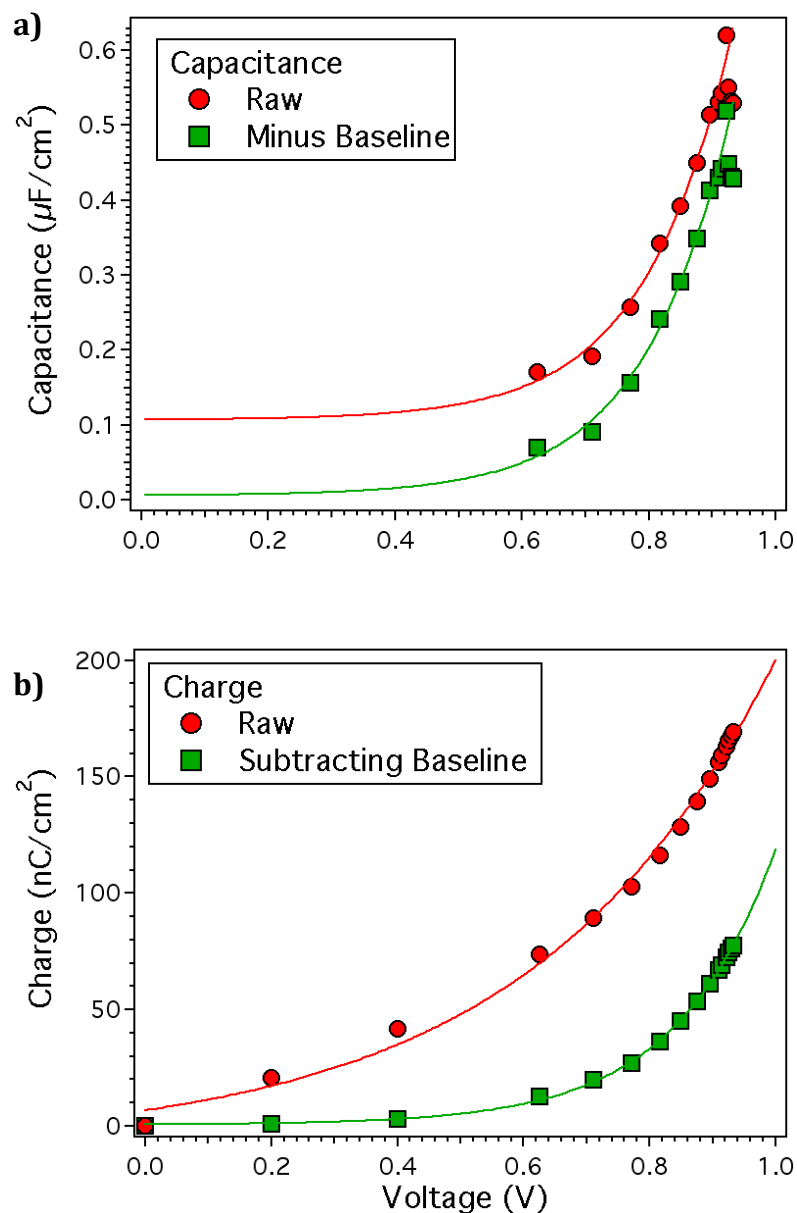 a)
Capacitance
Raw
Minus Baseline
Capacitance (µF/cm²)
0.6
0.5
0.4
0.3
0.2
0.1
0.0
0.0 0.2 0.4 0.6 0.8 1.0
b)
Charge
Raw
Subtracting Baseline
Charge (nC/cm²)
200
150
100
50
0
0.0 0.2 0.4 0.6 0.8 1.0
Voltage (V)